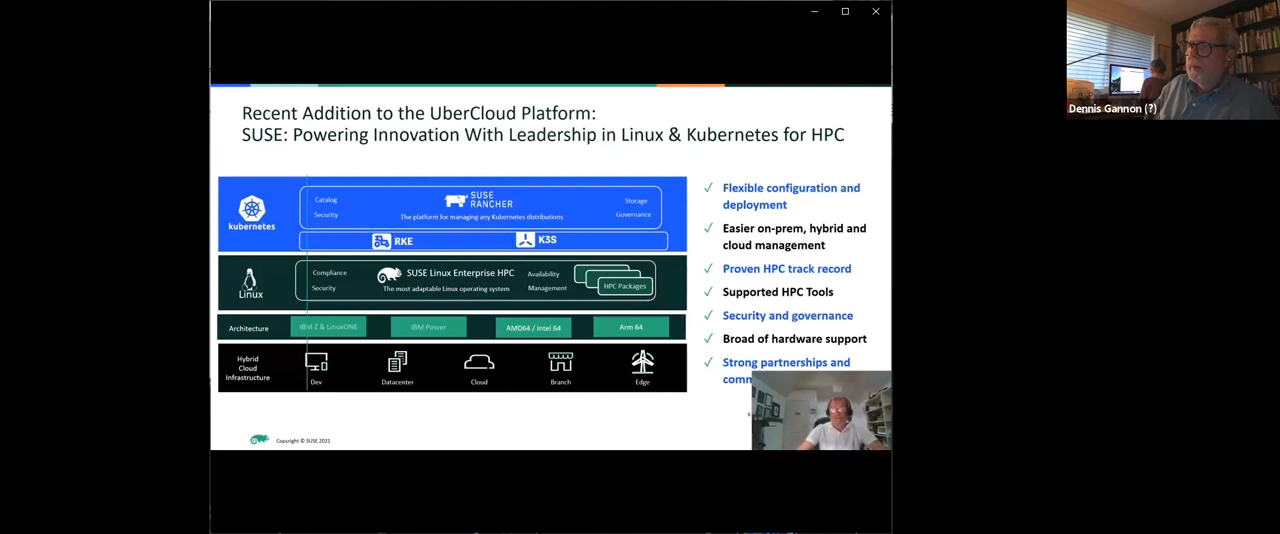 Recent Addition to the UberCloud Platform:
SUSE: Powering Innovation With Leadership in Linux & Kubernetes for HPC
kubernetes
Catalog
Security
SUSE
RANCHER
The platform for managing any Kubernetes distributions
Storage
Governance
RKE
K3S
Linux
Compliance
Security
SUSE Linux Enterprise HPC
The most adaptable Linux operating system
Availability
Management
HPC Packages
Architecture
IBM Z & LinuxONE
IBM Power
AMD64 / Intel 64
Arm 64
Hybrid
Cloud
Infrastructure
Dev
Datacenter
Cloud
Branch
Edge
✓ Flexible configuration and
deployment
✓ Easier on-prem, hybrid and
cloud management
✓ Proven HPC track record
✓ Supported HPC Tools
✓ Security and governance
✓ Broad of hardware support
✓ Strong partnerships and
Copyright © SUSE 2021
Dennis Gannon (?)